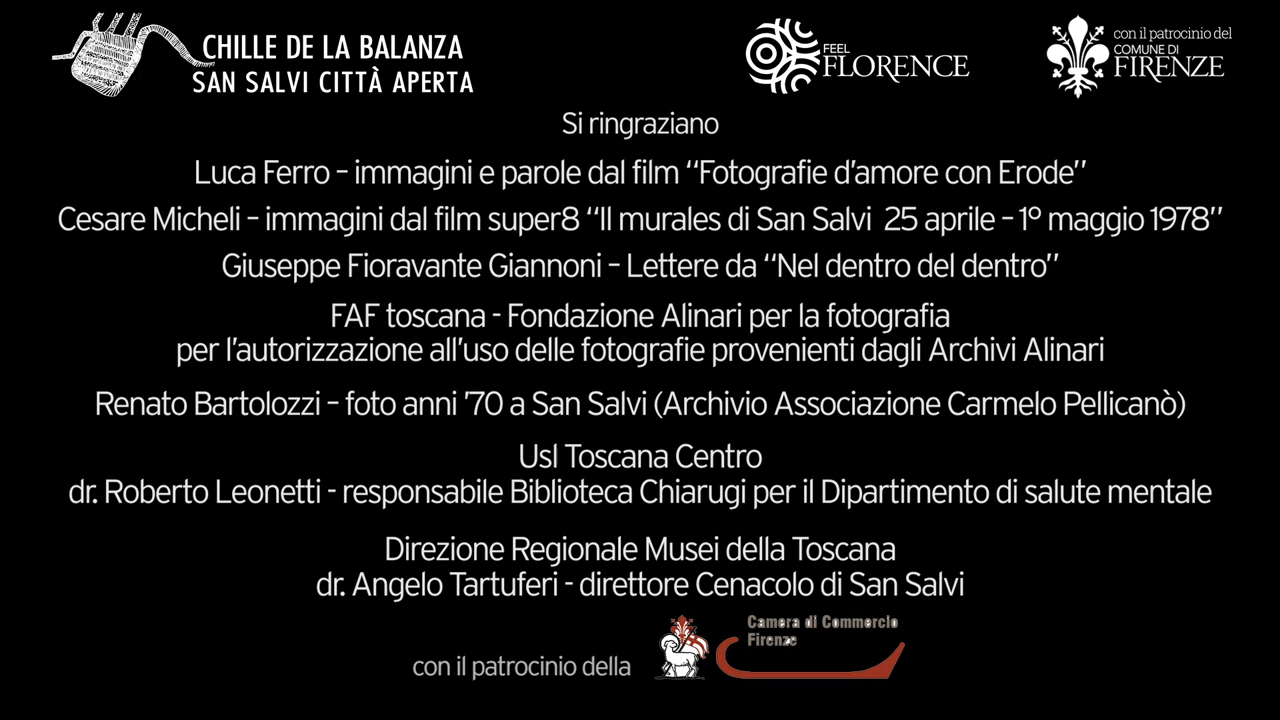 CHILLE DE LA BALANZA
SAN SALVI CITTÀ APERTA
FEEL
FLORENCE
con il patrocinio del
COMUNE DI
FIRENZE
Si ringraziano
Luca Ferro – immagini e parole dal film “Fotografie d’amore con Erode”
Cesare Micheli – immagini dal film super8 “Il murales di San Salvi 25 aprile – 1° maggio 1978”
Giuseppe Fioravante Giannoni – Lettere da “Nel dentro del dentro”
FAF toscana - Fondazione Alinari per la fotografia
per l’autorizzazione all’uso delle fotografie provenienti dagli Archivi Alinari
Renato Bartolozzi – foto anni ’70 a San Salvi (Archivio Associazione Carmelo Pellicanò)
Usl Toscana Centro
dr. Roberto Leonetti - responsabile Biblioteca Chiarugi per il Dipartimento di salute mentale
Direzione Regionale Musei della Toscana
dr. Angelo Tartuferi - direttore Cenacolo di San Salvi
con il patrocinio della
Camera di Commercio
Firenze